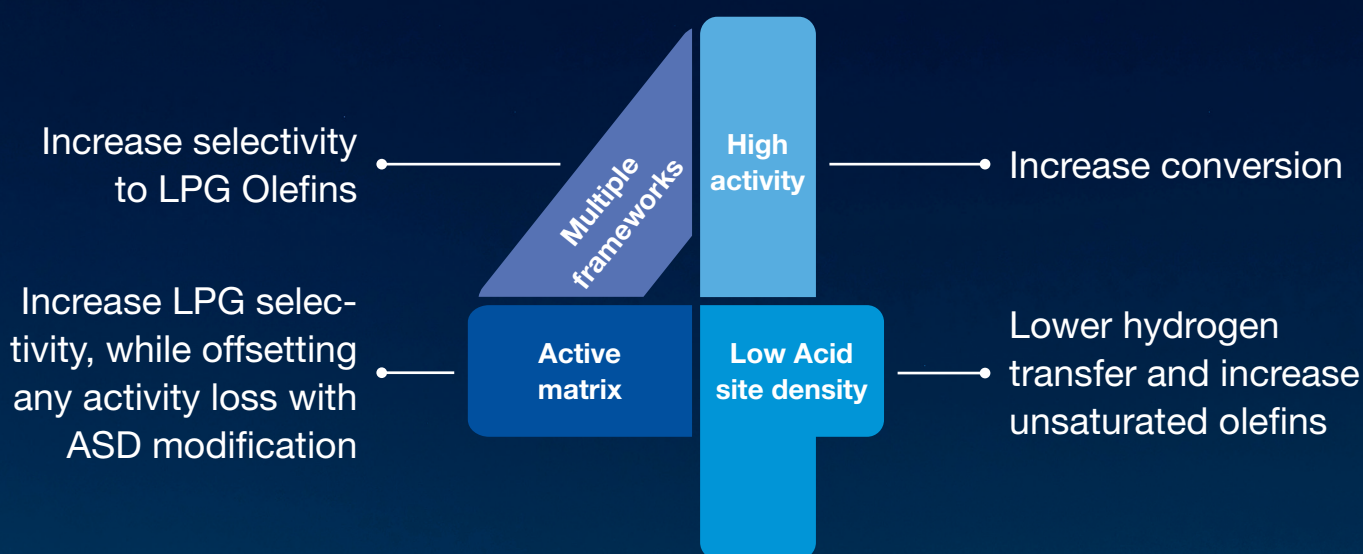 Increase selectivity
to LPG Olefins
Multiple
frameworks
High
activity
Increase conversion
Increase LPG selec-
tivity, while offsetting
any activity loss with
ASD modification
Active
matrix
Low Acid
site density
Lower hydrogen
transfer and increase
unsaturated olefins